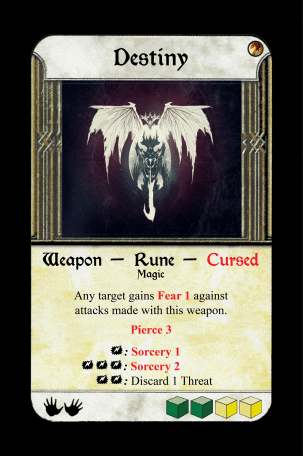 Destiny
Weapon – Rune – Cursed
Magic
Any target gains Fear 1 against
attacks made with this weapon.
Pierce 3
: Sorcery 1
: Sorcery 2
: Discard 1 Threat